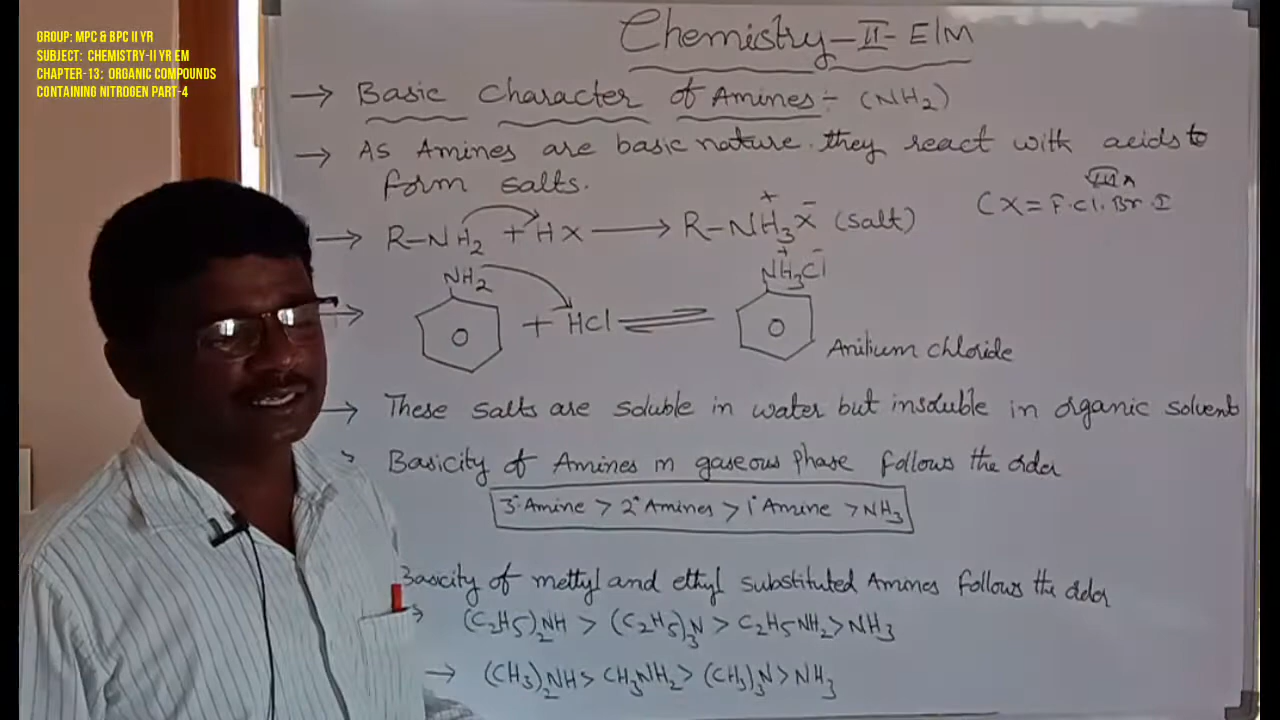 GROUP: MPC & BPC II YR
SUBJECT: CHEMISTRY-II YR EM
CHAPTER-13: ORGANIC COMPOUNDS
CONTAINING NITROGEN PART-4
Chemistry-II-E/M
→ Basic Character of Amines:- (NH₂)
→ As Amines are basic nature. they react with acids to
form salts.
(X = F. Cl. Br. I
→ R-NH₂ + HX ⟶ R-NH₃⁺X⁻ (salt)
NH₂ + HCl ⇌ NH₃⁺Cl⁻
Anilium chloride
→ These salts are soluble in water but insoluble in organic solvents
Basicity of Amines in gaseous phase follows the order
3° Amine > 2° Amines > 1° Amine > NH₃
Basicity of methyl and ethyl substituted Amines follows the order
→ (C₂H₅)₂NH > (C₂H₅)₃N > C₂H₅NH₂ > NH₃
→ (CH₃)₂NH > CH₃NH₂ > (CH₃)₃N > NH₃